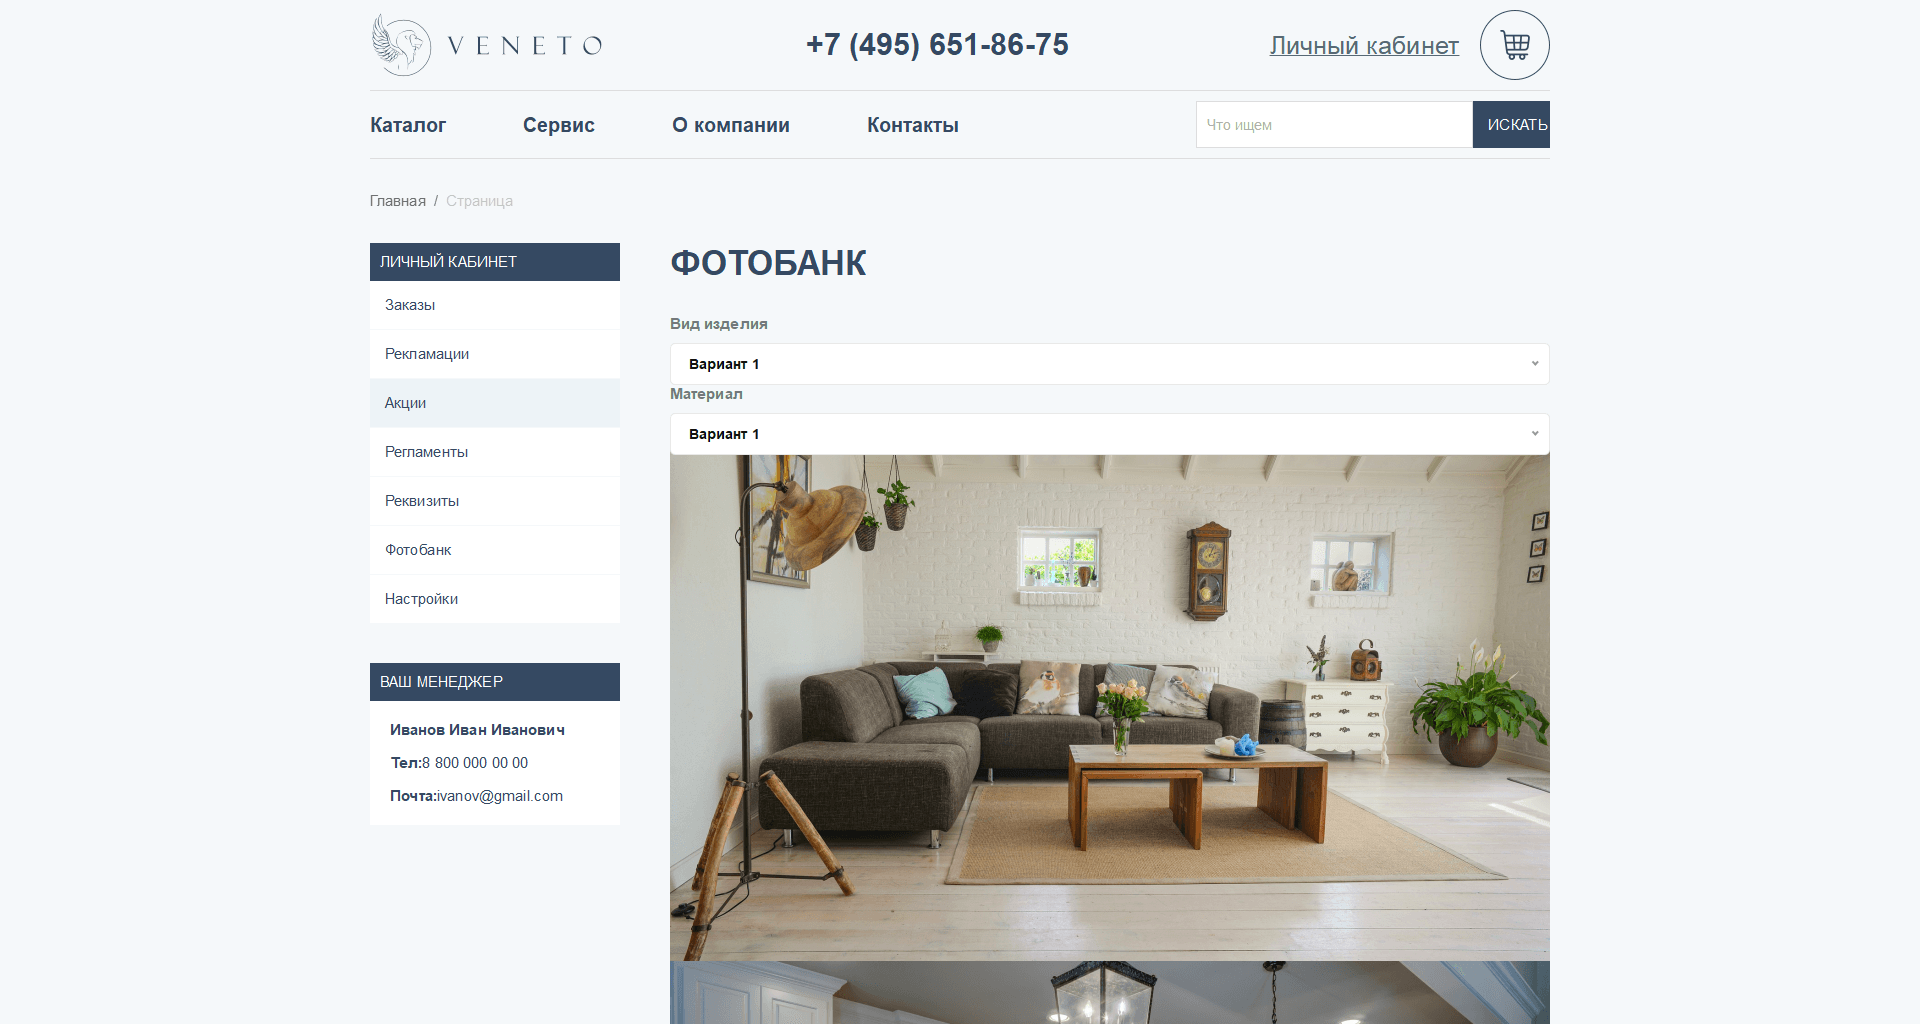 VENETO
+7 (495) 651-86-75
Личный кабинет
Каталог
Сервис
О компании
Контакты
Что ищем
ИСКАТЬ
Главная / Страница
ЛИЧНЫЙ КАБИНЕТ
Заказы
Рекламации
Акции
Регламенты
Реквизиты
Фотобанк
Настройки
ВАШ МЕНЕДЖЕР
Иванов Иван Иванович
Тел:8 800 000 00 00
Почта:ivanov@gmail.com
ФОТОБАНК
Вид изделия
Вариант 1
Материал
Вариант 1